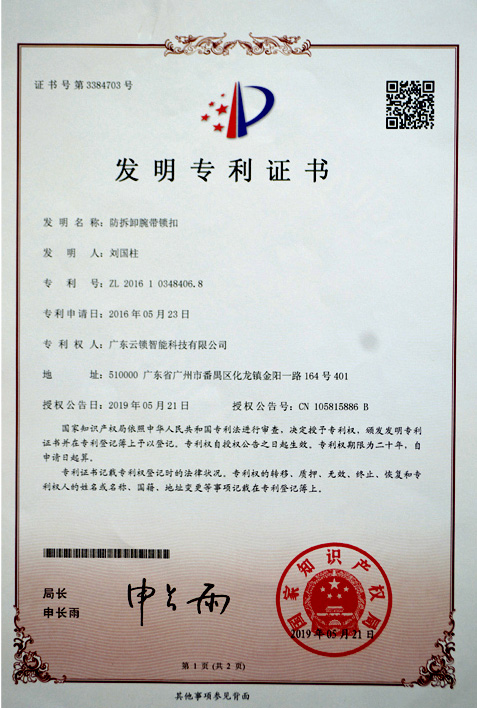 证书号第3384703号
发明专利证书
发明名称：防拆卸腕带锁扣
发明人：刘国柱
专利号：ZL 2016 1 0348406.8
专利申请日：2016年05月23日
专利权人：广东云锁智能科技有限公司
地址：510000 广东省广州市番禺区化龙镇金阳一路164号401
授权公告日：2019年05月21日 授权公告号：CN 105815886 B
国家知识产权局依照中华人民共和国专利法进行审查，决定授予专利权，颁发发明专利
证书并在专利登记簿上予以登记。专利权自授权公告之日起生效。专利权期限为二十年，自
申请日起算。
专利证书记载专利权登记时的法律状况。专利权的转移、质押、无效、终止、恢复和专
利权人的姓名或名称、国籍、地址变更等事项记载在专利登记簿上。
局长
申长雨
申长雨
国家知识产权局
2019年05月21日
第1页(共2页)
其他事项参见背面